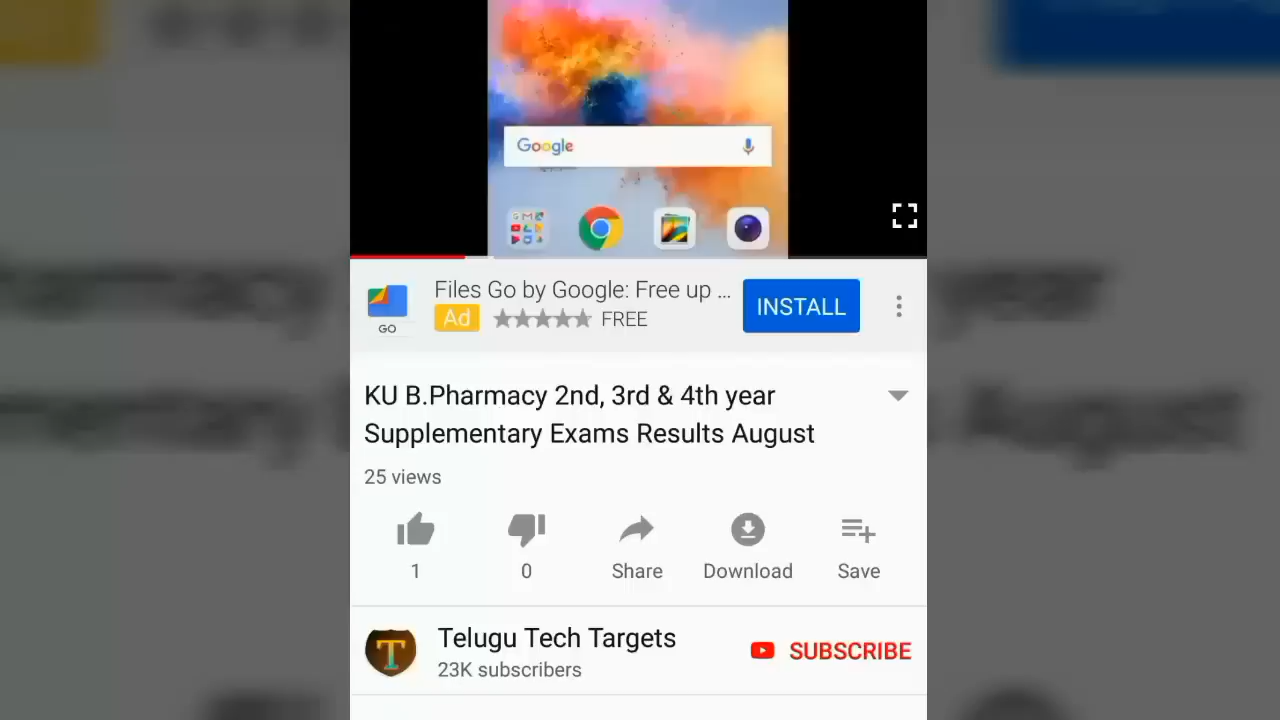 Google
Files Go by Google: Free up ...
GO
Ad
FREE
INSTALL
KU B.Pharmacy 2nd, 3rd & 4th year
Supplementary Exams Results August
25 views
1
0
Share
Download
Save
T
Telugu Tech Targets
23K subscribers
SUBSCRIBE